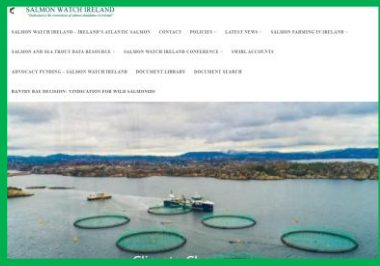 SALMON WATCH IRELAND
SALMON WATCH IRELAND – IRELAND'S ATLANTIC SALMON CONTACT POLICIES LATEST NEWS SALMON FARMING IN IRELAND
SALMON AND SEA TROUT DATA RESOURCE SALMON WATCH IRELAND CONFERENCE SWIRL ACCOUNTS
ADVOCACY FUNDING – SALMON WATCH IRELAND DOCUMENT LIBRARY DOCUMENT SEARCH
BANTRY BAY DECISION: VINDICATION FOR WILD SALMONIDS